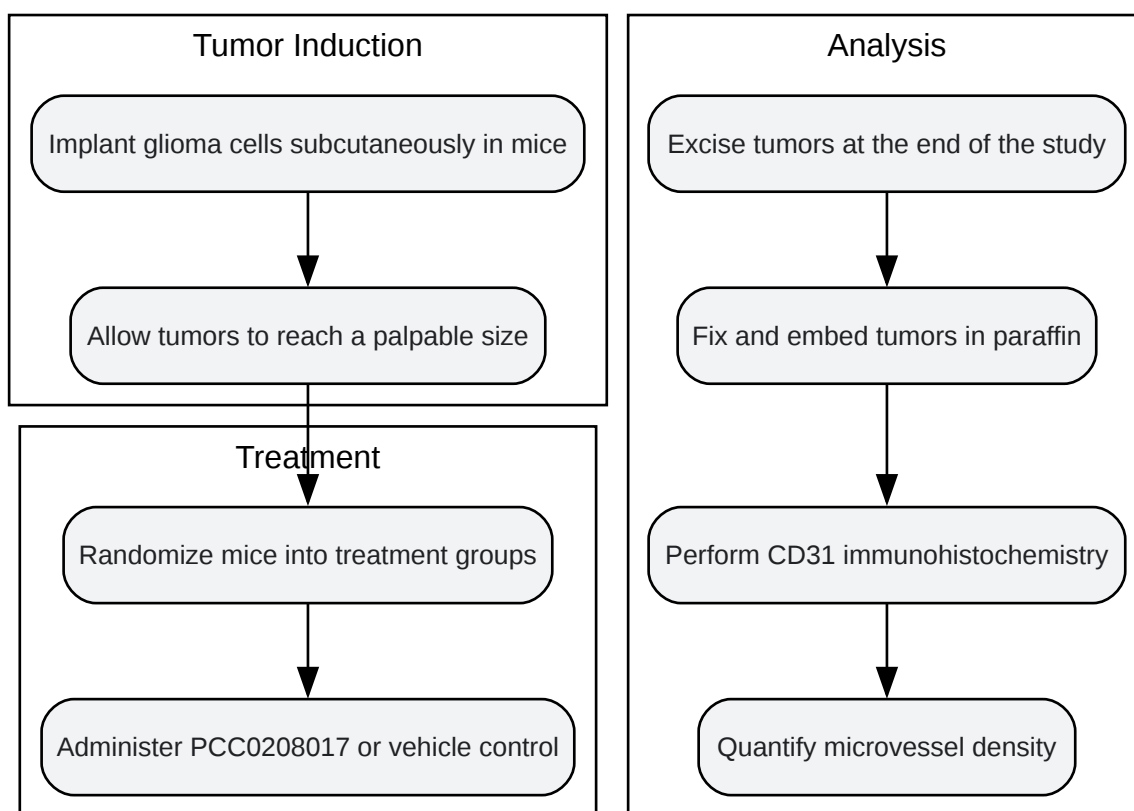 Tumor Induction
Implant glioma cells subcutaneously in mice
Allow tumors to reach a palpable size
Treatment
Randomize mice into treatment groups
Administer PCC0208017 or vehicle control
Analysis
Excise tumors at the end of the study
Fix and embed tumors in paraffin
Perform CD31 immunohistochemistry
Quantify microvessel density